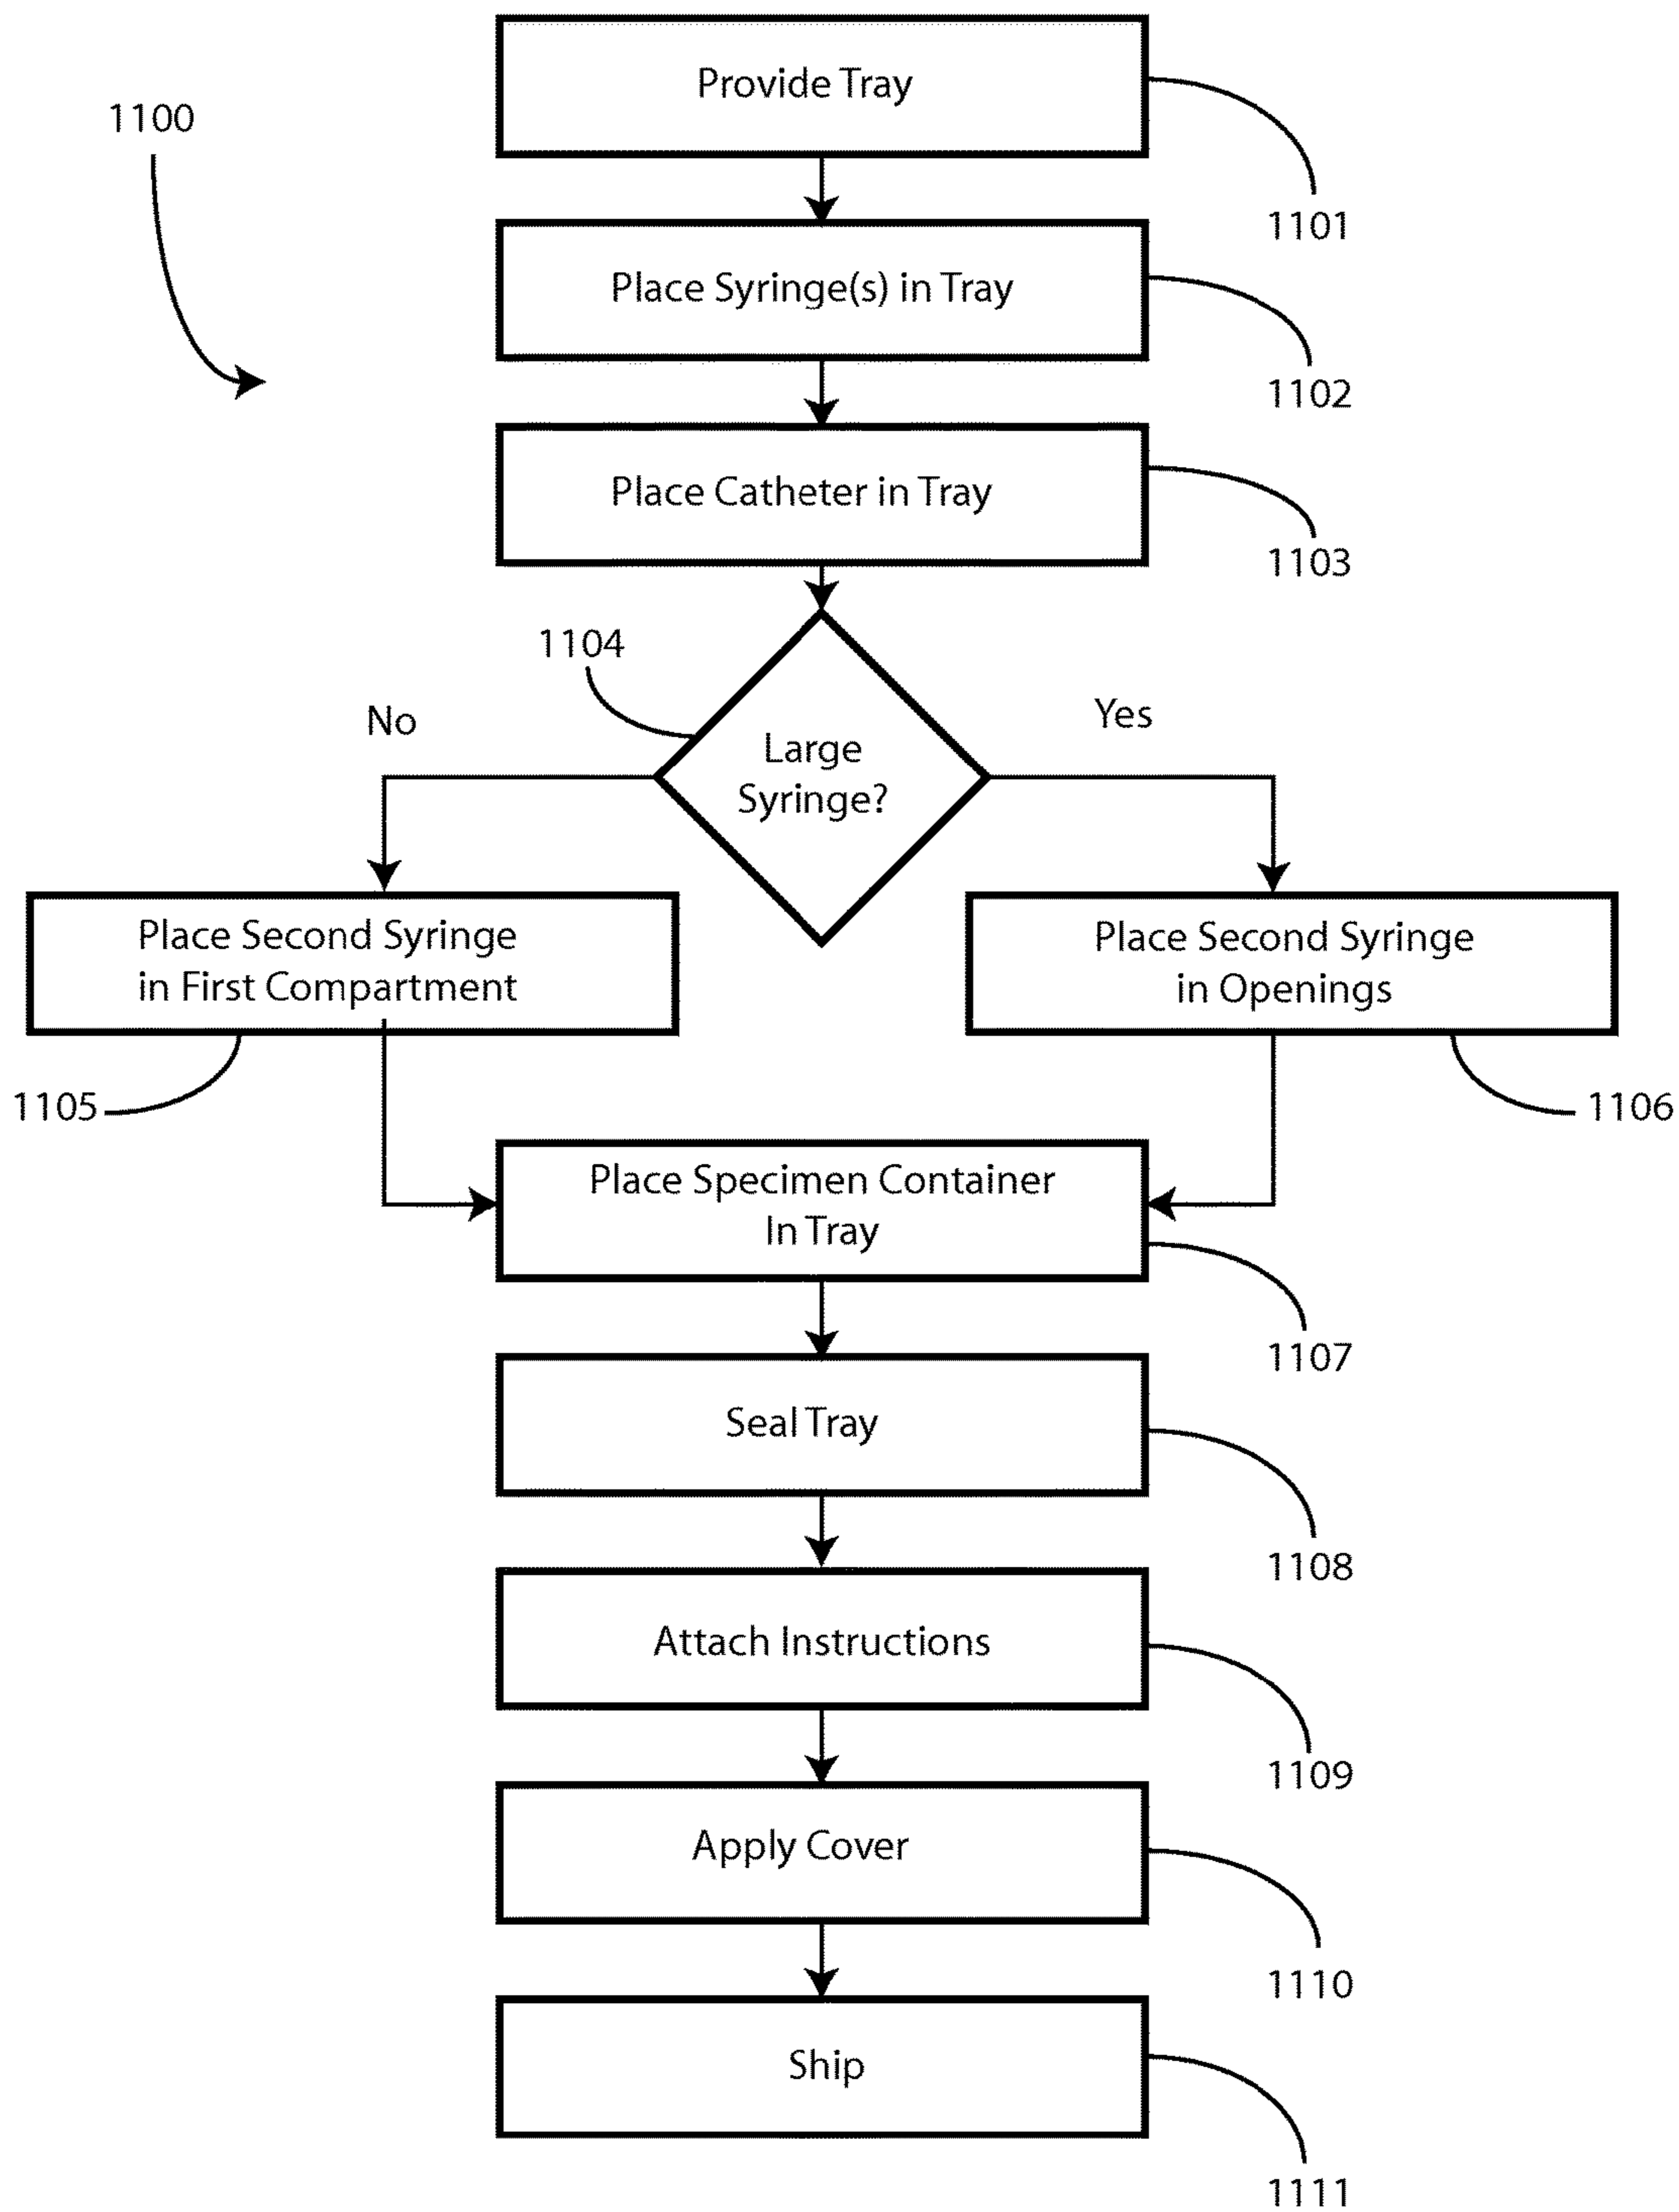 Provide Tray
1100
1101
Place Syringe(s) in Tray
1102
Place Catheter in Tray
1103
1104
No
Yes
Large
Syringe?
Place Second Syringe
in First Compartment
Place Second Syringe
in Openings
1105
1106
Place Specimen Container
In Tray
1107
Seal Tray
1108
Attach Instructions
1109
Apply Cover
1110
Ship
1111